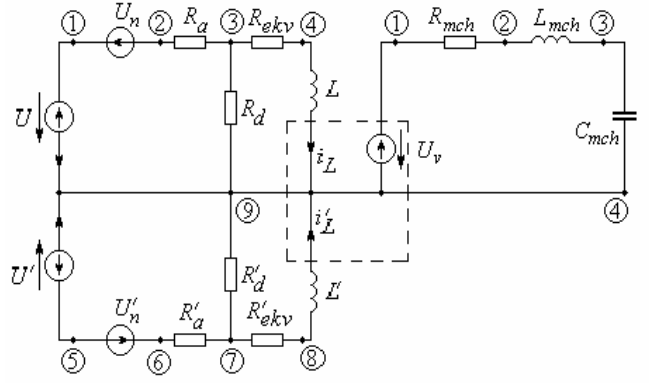 U_n
① ② R_a ③ R_ekv ④ ① R_mch ② L_mch ③
U R_d L C_mch
i_L U_v
⑨ ④
i'_L
U' R'_d L'
U'_n R'_a R'_ekv
⑤ ⑥ ⑦ ⑧